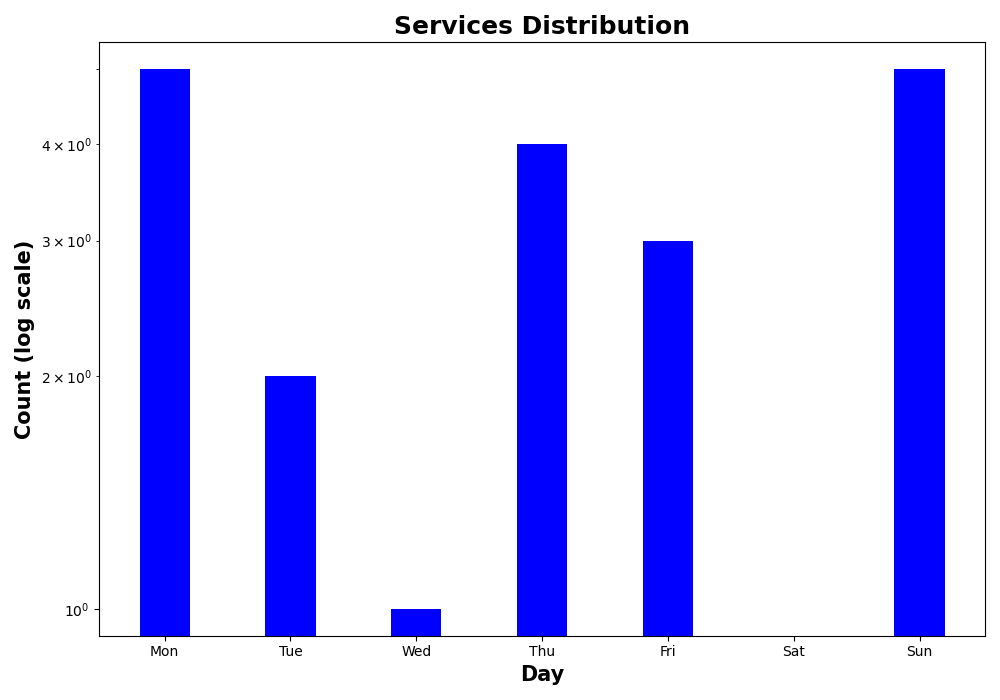 Services Distribution
Count (log scale)
4 × 10⁰
3 × 10⁰
2 × 10⁰
10⁰
Mon Tue Wed Thu Fri Sat Sun
Day